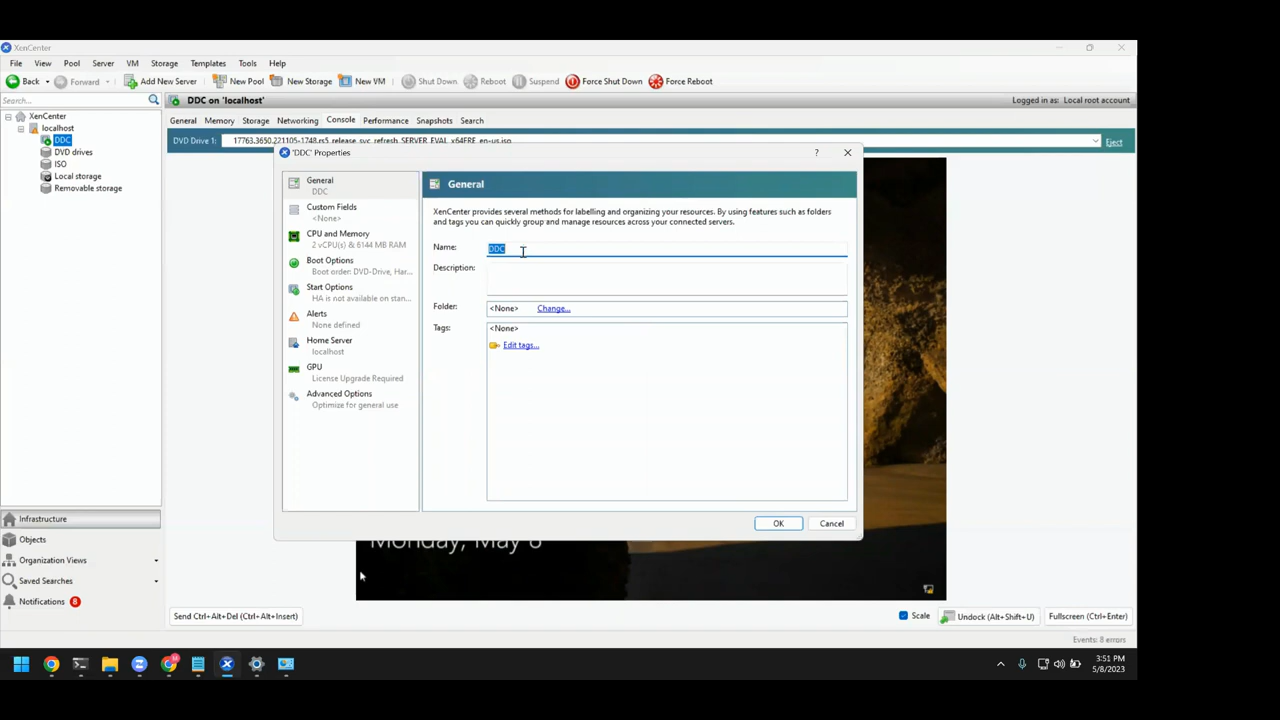 XenCenter
File View Pool Server VM Storage Templates Tools Help
Back Forward Add New Server New Pool New Storage New VM Shut Down Reboot Suspend Force Shut Down Force Reboot
Search...
DDC on 'localhost'
Logged in as: Local root account
XenCenter
localhost
DDC
DVD drives
ISO
Local storage
Removable storage
General Memory Storage Networking Console Performance Snapshots Search
DVD Drive 1: 17763.3650.221105-1748.rs5_release_svc_refresh_SERVER_EVAL_x64FRE_en-us.iso Eject
'DDC' Properties
?
General
DDC
Custom Fields
<None>
CPU and Memory
2 vCPU(s) & 6144 MB RAM
Boot Options
Boot order: DVD-Drive, Har...
Start Options
HA is not available on stan...
Alerts
None defined
Home Server
localhost
GPU
License Upgrade Required
Advanced Options
Optimize for general use
General
XenCenter provides several methods for labelling and organizing your resources. By using features such as folders
and tags you can quickly group and manage resources across your connected servers.
Name: DDC
Description:
Folder: <None> Change...
Tags: <None>
Edit tags...
OK Cancel
Monday, May 8
Infrastructure
Objects
Organization Views
Saved Searches
Notifications 8
Send Ctrl+Alt+Del (Ctrl+Alt+Insert)
Scale Undock (Alt+Shift+U) Fullscreen (Ctrl+Enter)
Events: 8 errors
3:51 PM
5/8/2023